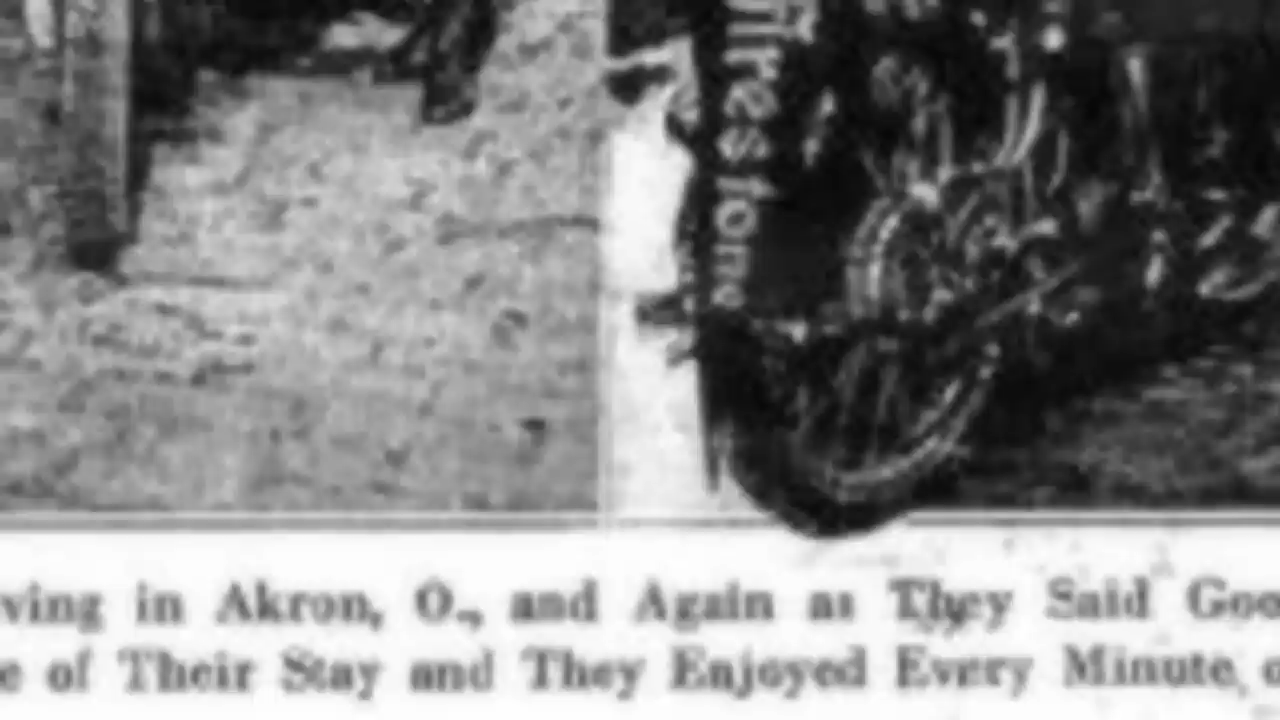 Firestone
ving in Akron, O., and Again as They Said Goo
e of Their Stay and They Enjoyed Every Minute o